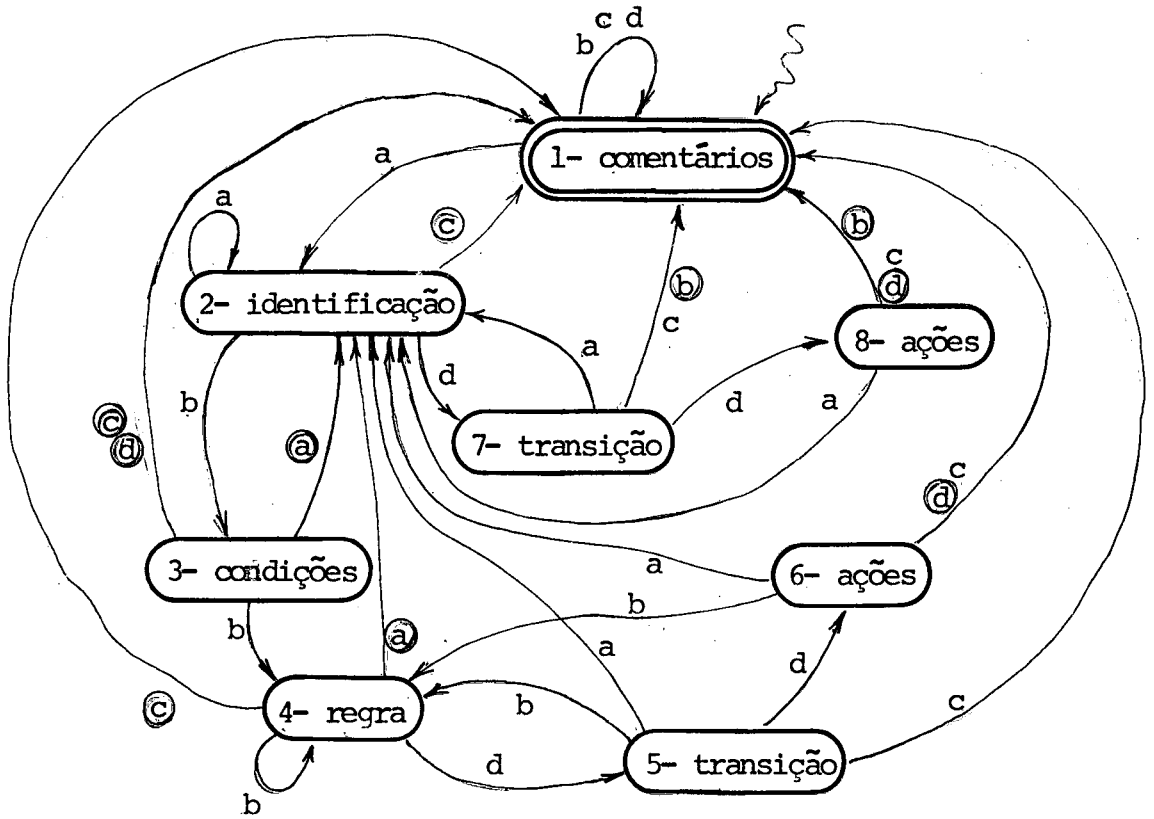 c d
b
1- comentários
a
a
c
b
c
d
2- identificação
b
c
8- ações
a
d
b
d
a
c
d
a
7- transição
c
d
3- condições
a
6- ações
b
b
a
a
d
c
4- regra
b
c
d
5- transição
b